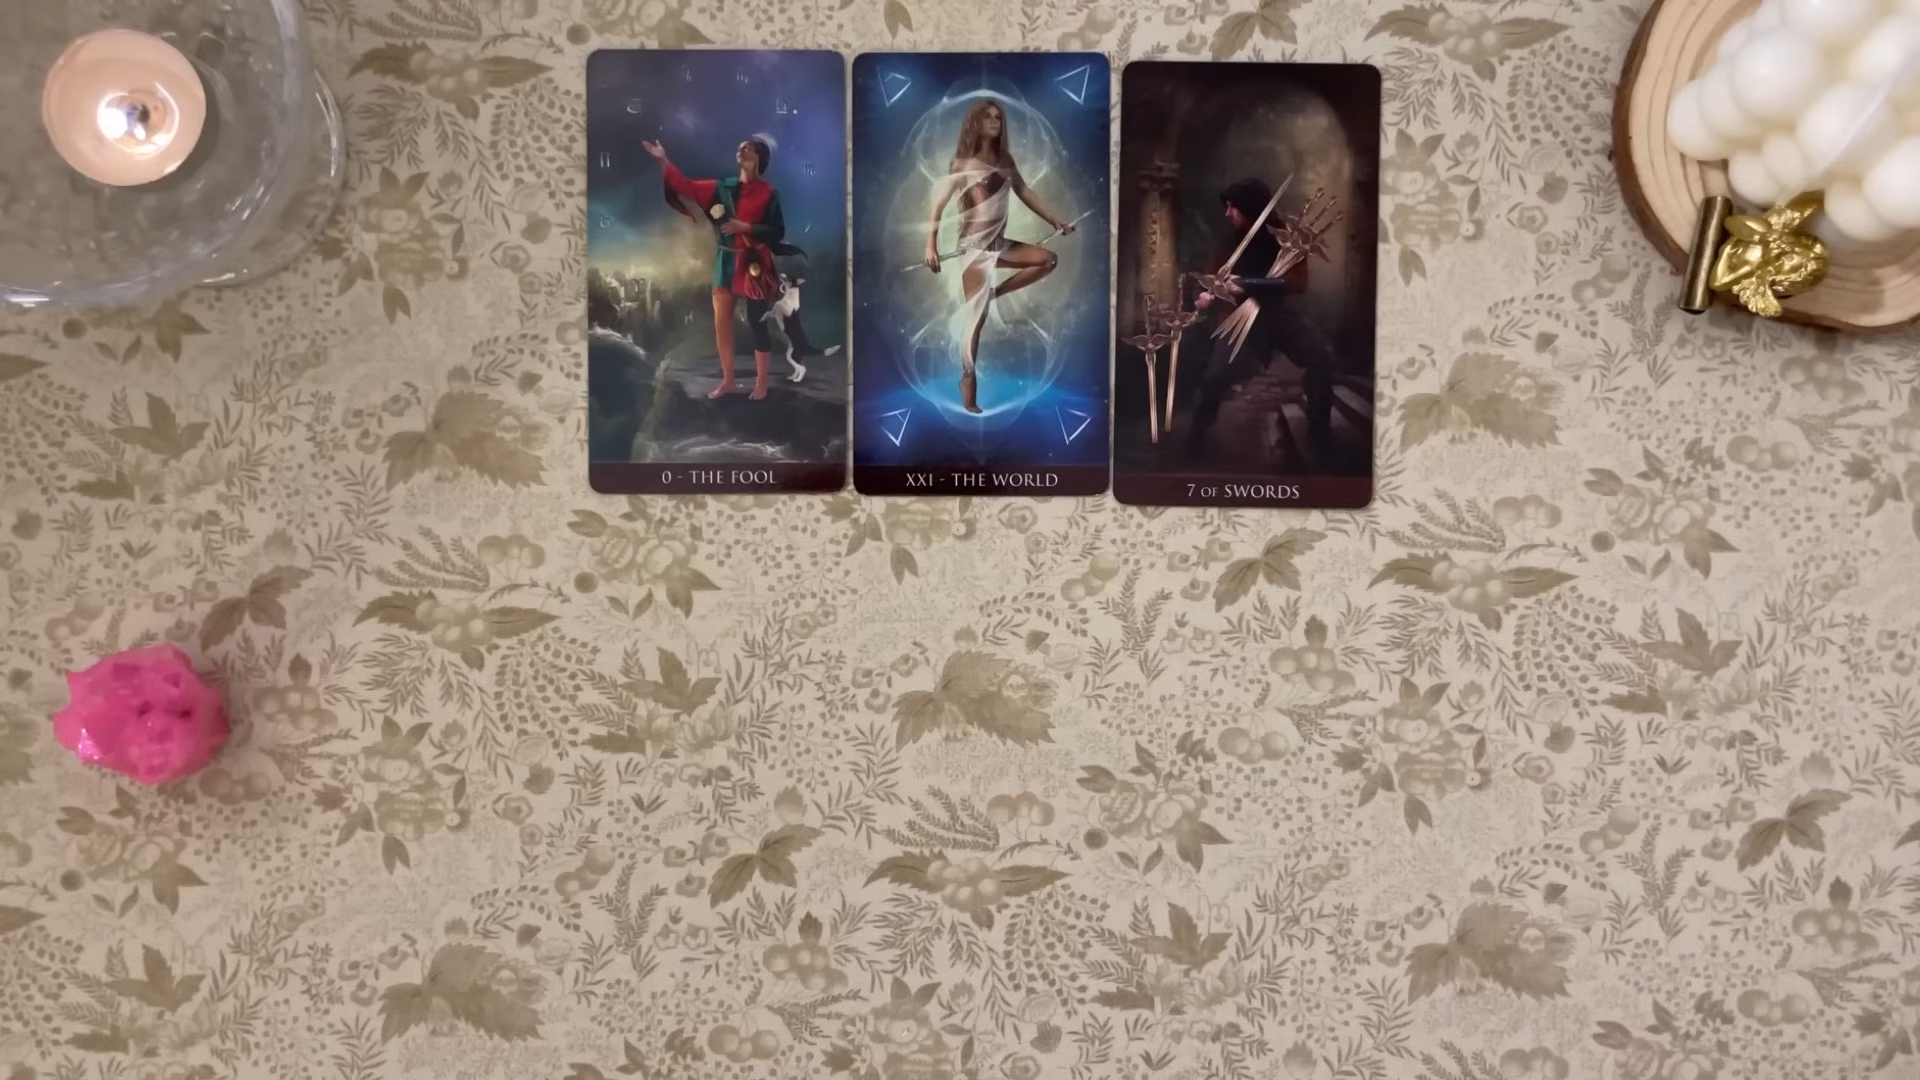 0 - THE FOOL
XXI - THE WORLD
7 OF SWORDS